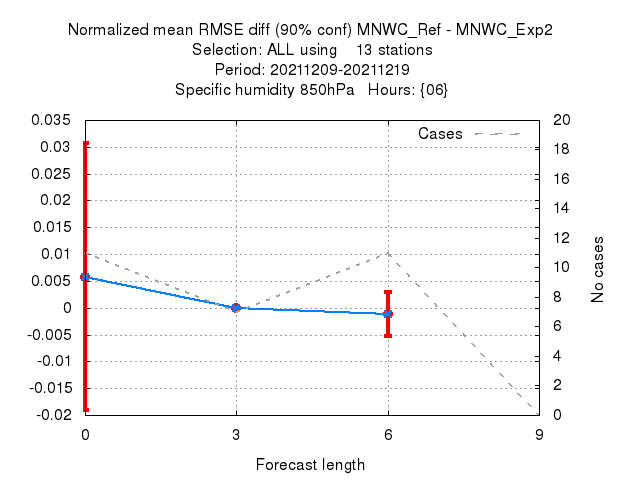 Normalized mean RMSE diff (90% conf) MNWC_Ref - MNWC_Exp2
Selection: ALL using    13 stations
Period: 20211209-20211219
Specific humidity 850hPa   Hours: {06}
Cases
0.035
0.03
0.025
0.02
0.015
0.01
0.005
0
-0.005
-0.01
-0.015
-0.02
20
18
16
14
12
10
8
6
4
2
0
No cases
0 3 6 9
Forecast length